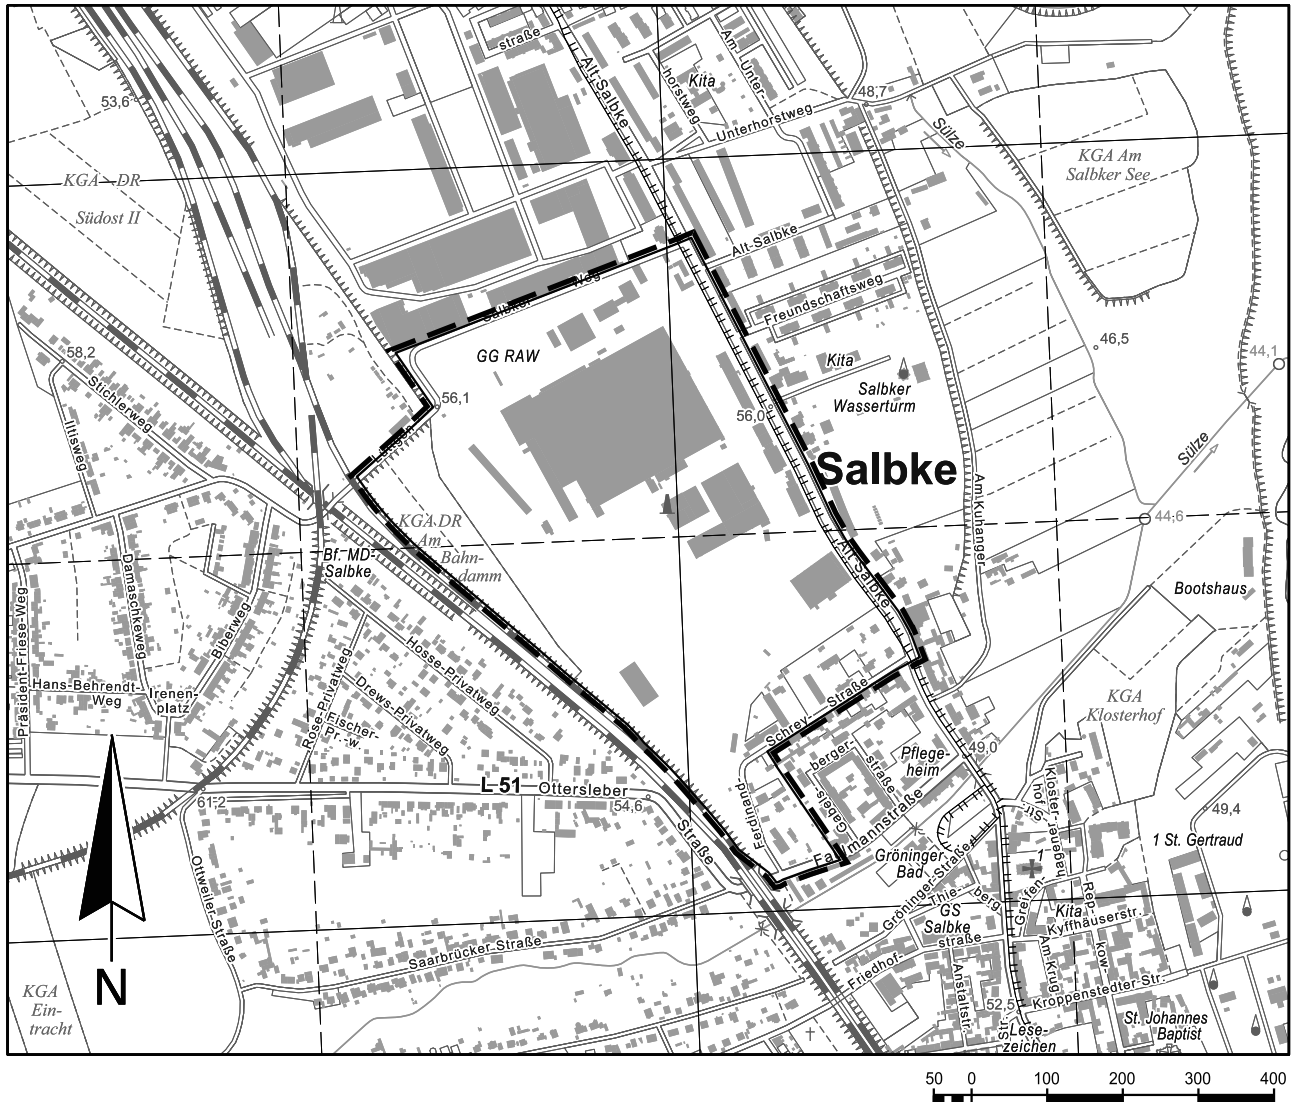 straße
Alt-Salbke
Kita
horstweg
Am
Unter-
Unterhorstweg
48,7
Sülze
53,6
KGA DR
Südost II
KGA Am
Salbker See
Alt-Salbke
Freundschaftsweg
Salbker
Weg
GG RAW
58,2
Stichlerweg
Iltisweg
56,1
56,0
Kita
Salbker
Wasserturm
46,5
44,1
Salbke
Sülze
44,6
Am Kuhanger
KGA DR
Am
Bahn-
damm
Bf. MD-
Salbke
Alt-Salbke
Bootshaus
Damaschkeweg
Biberweg
Präsident-Friese-Weg
Hans-Behrendt-
Weg
Irenen-
platz
Rose-Privatweg
Hosse-Privatweg
Drews-Privatweg
Fischer-
Pr.-w.
KGA
Klosterhof
Schrey-
Straße
Pflege-
heim
49,0
berger-
Gabels-
straße
Ferdinand-
Faßlmannstraße
61,2
L 51
Ottersleber
54,6
Straße
Kloster-
hof
Str.
hagener-
Greifen-
49,4
1 St. Gertraud
1
Gröninger
Bad
Gröninger-Straße
Thie-
berg
GS
Salbke
straße
Friedhof-
Anstaltstr.
Kita
Kyffhäuserstr.
Rep-
kow-
Am Krug
Kroppenstedter Str.
52,5
str.
Lese-
zeichen
St. Johannes
Baptist
Ottweiler-Straße
Saarbrücker Straße
KGA
Ein-
tracht
N
50 0 100 200 300 400